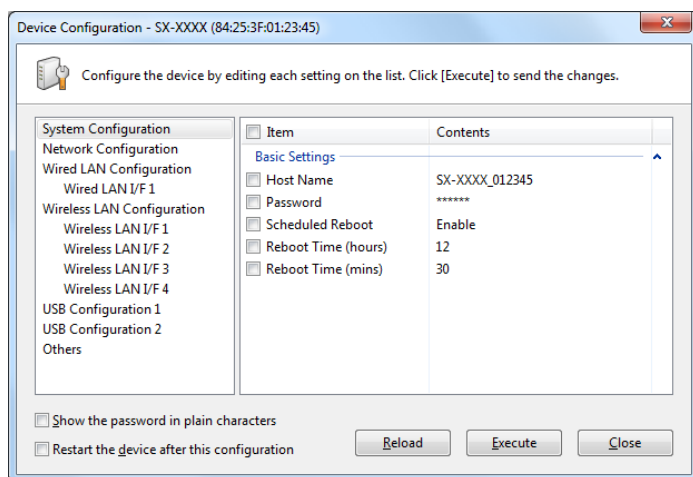 Device Configuration - SX-XXXX (84:25:3F:01:23:45)
Configure the device by editing each setting on the list. Click [Execute] to send the changes.
System Configuration
Network Configuration
Wired LAN Configuration
Wired LAN I/F 1
Wireless LAN Configuration
Wireless LAN I/F 1
Wireless LAN I/F 2
Wireless LAN I/F 3
Wireless LAN I/F 4
USB Configuration 1
USB Configuration 2
Others
Item Contents
Basic Settings
Host Name SX-XXXX_012345
Password ******
Scheduled Reboot Enable
Reboot Time (hours) 12
Reboot Time (mins) 30
Show the password in plain characters
Restart the device after this configuration
Reload Execute Close